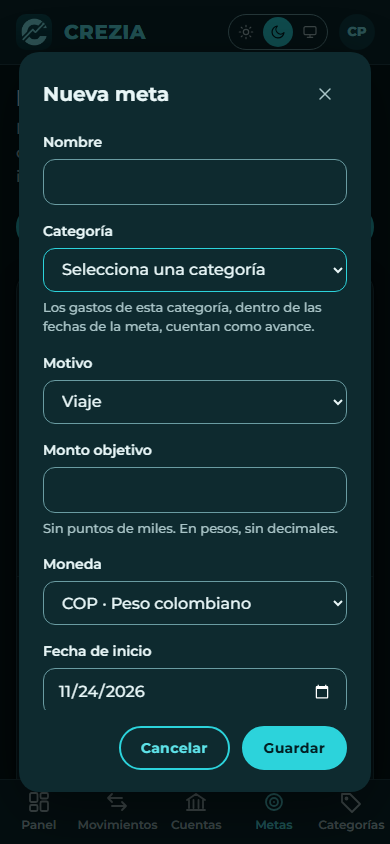 CREZIA
CP
Nueva meta
Nombre
Categoría
Selecciona una categoría
Los gastos de esta categoría, dentro de las
fechas de la meta, cuentan como avance.
Motivo
Viaje
Monto objetivo
Sin puntos de miles. En pesos, sin decimales.
Moneda
COP · Peso colombiano
Fecha de inicio
11/24/2026
Cancelar
Guardar
Panel
Movimientos
Cuentas
Metas
Categorías